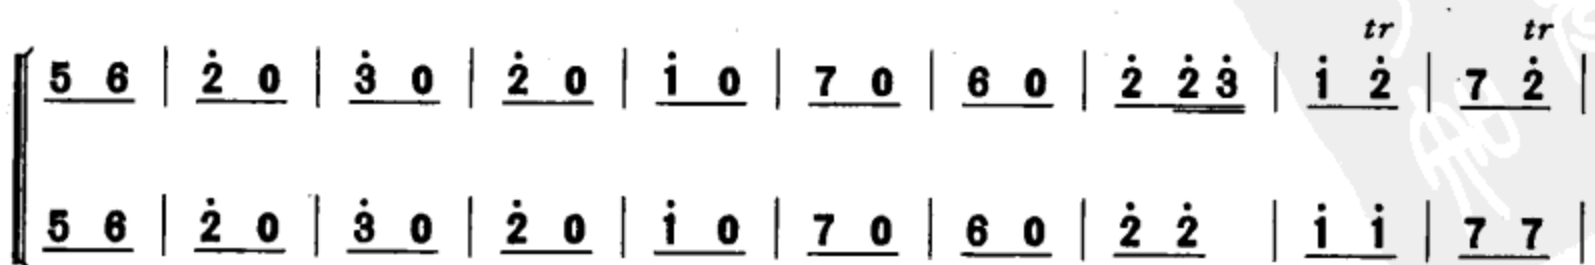 tr tr
5 6 | 2̇ 0 | 3̇ 0 | 2̇ 0 | 1̇ 0 | 7 0 | 6 0 | 2̇ 2̇ 3̇ | 1̇ 2̇ | 7 2̇ |
5 6 | 2̇ 0 | 3̇ 0 | 2̇ 0 | 1̇ 0 | 7 0 | 6 0 | 2̇ 2̇ | 1̇ 1̇ | 7 7 |